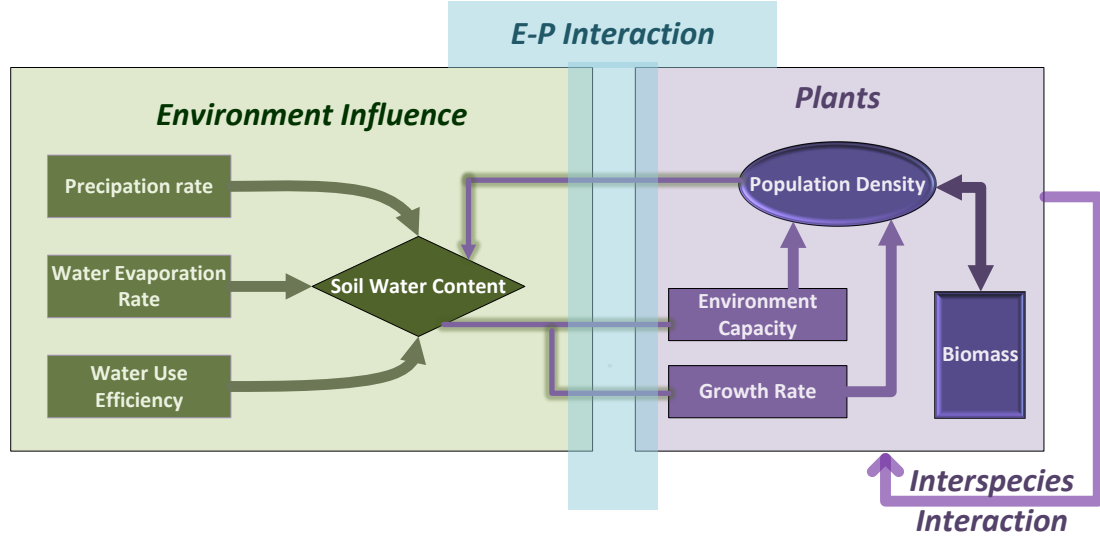 E-P Interaction
Environment Influence
Plants
Precipation rate
Population Density
Water Evaporation
Rate
Soil Water Content
Environment
Capacity
Biomass
Water Use
Efficiency
Growth Rate
Interspecies
Interaction